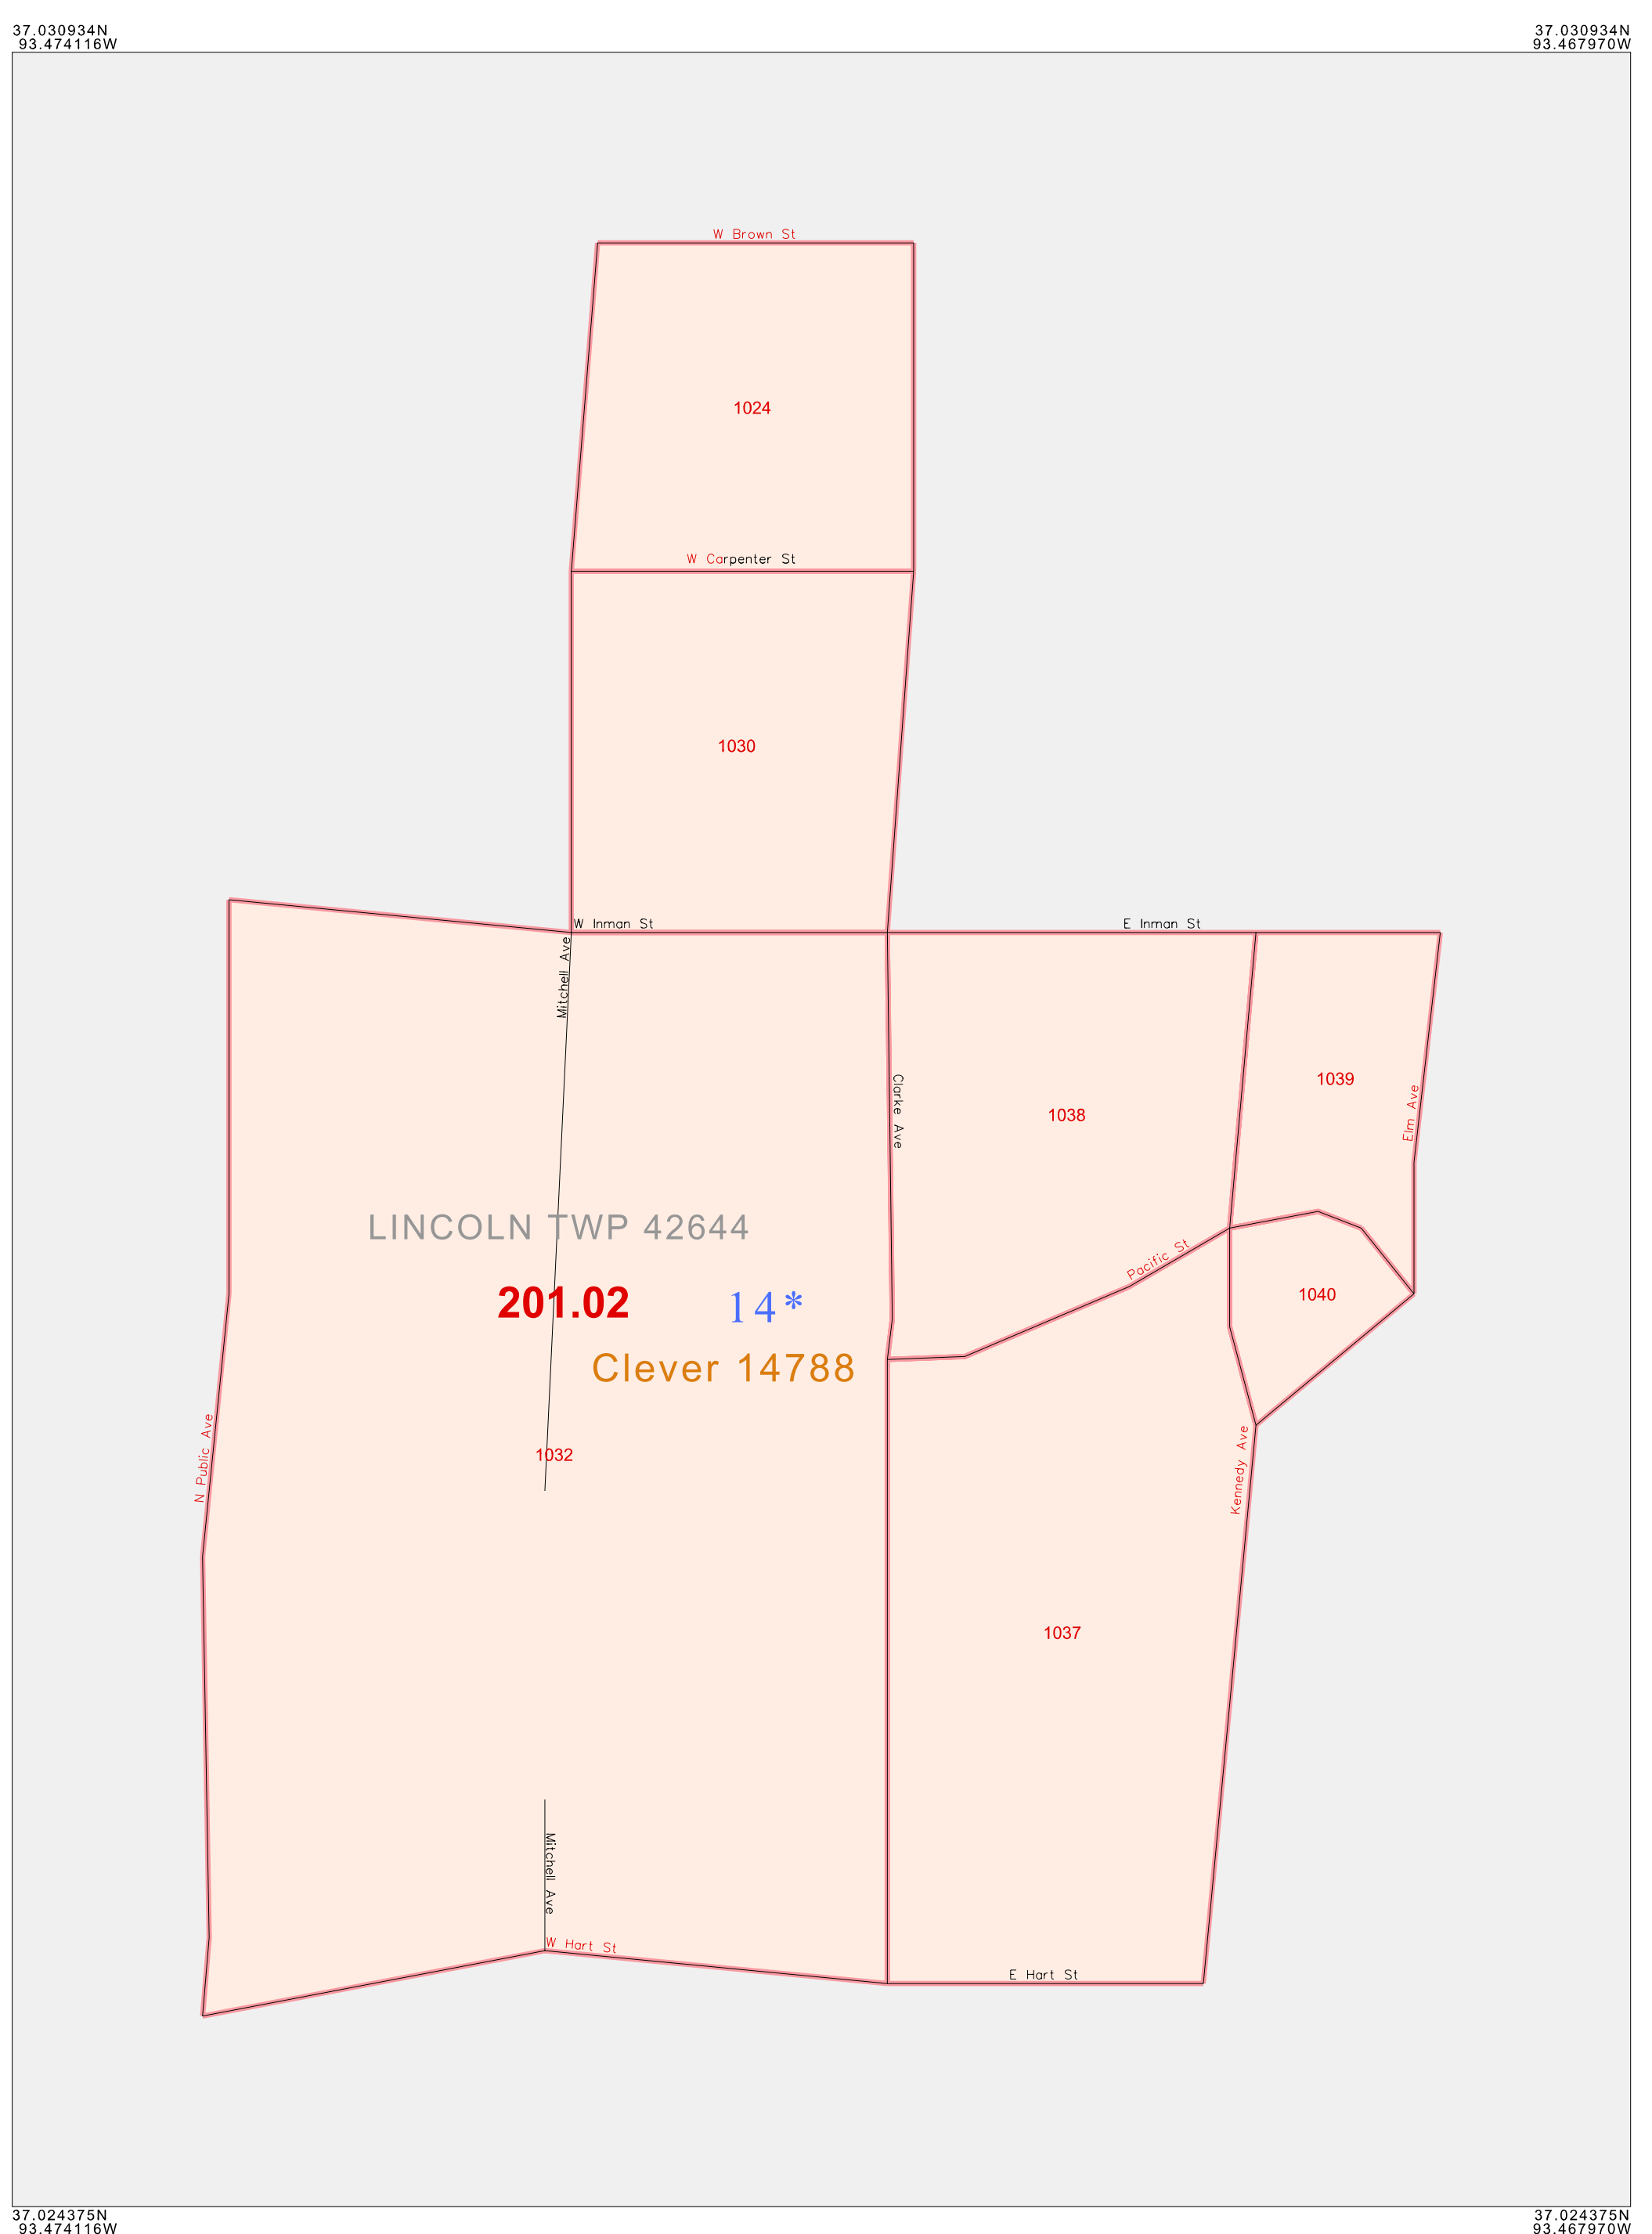 37.030934N
93.474116W
37.030934N
93.467970W
W Brown St
1024
W Carpenter St
1030
W Inman St
E Inman St
Mitchell Ave
Clarke Ave
1039
Elm Ave
1038
LINCOLN TWP 42644
Pacific St
201.02
14*
1040
Clever 14788
N Public Ave
1032
Kennedy Ave
1037
Mitchell Ave
W Hart St
E Hart St
37.024375N
93.474116W
37.024375N
93.467970W